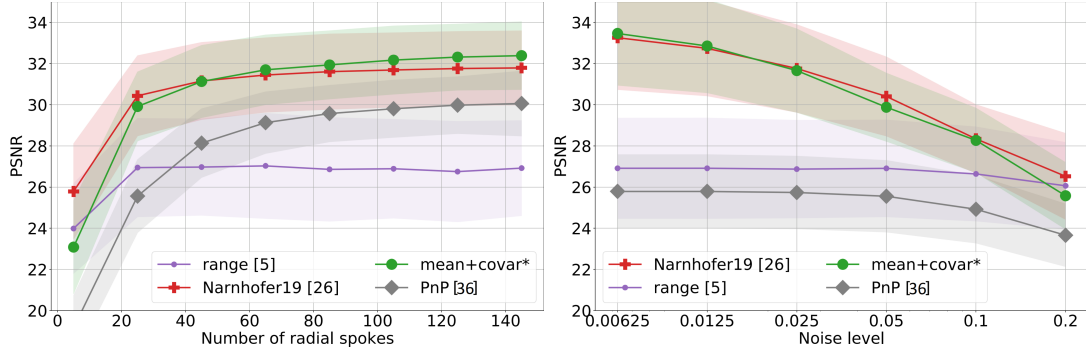 34
32
30
28
26
24
22
20
PSNR
0 20 40 60 80 100 120 140
Number of radial spokes
range [5]
Narnhofer19 [26]
mean+covar*
PnP [36]
34
32
30
28
26
24
22
20
PSNR
0.00625 0.0125 0.025 0.05 0.1 0.2
Noise level
Narnhofer19 [26]
range [5]
mean+covar*
PnP [36]